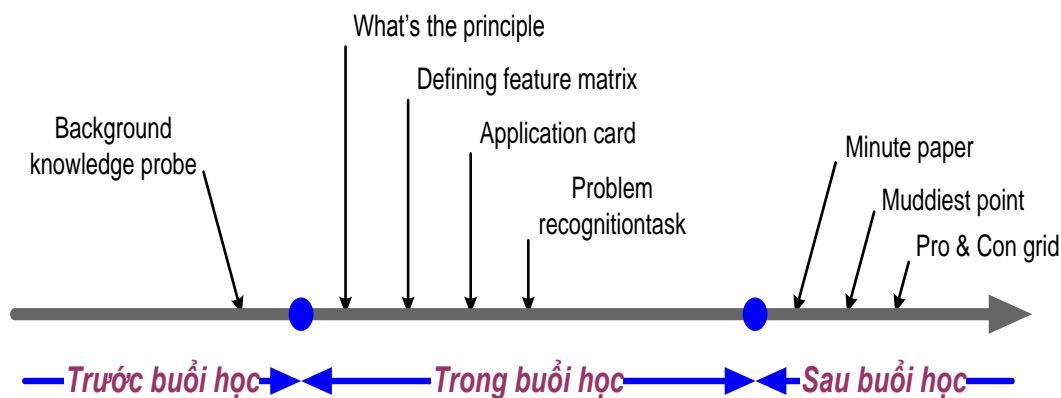 What's the principle
Defining feature matrix
Application card
Background
knowledge probe
Problem
recognitiontask
Minute paper
Muddiest point
Pro & Con grid
Trước buổi học
Trong buổi học
Sau buổi học